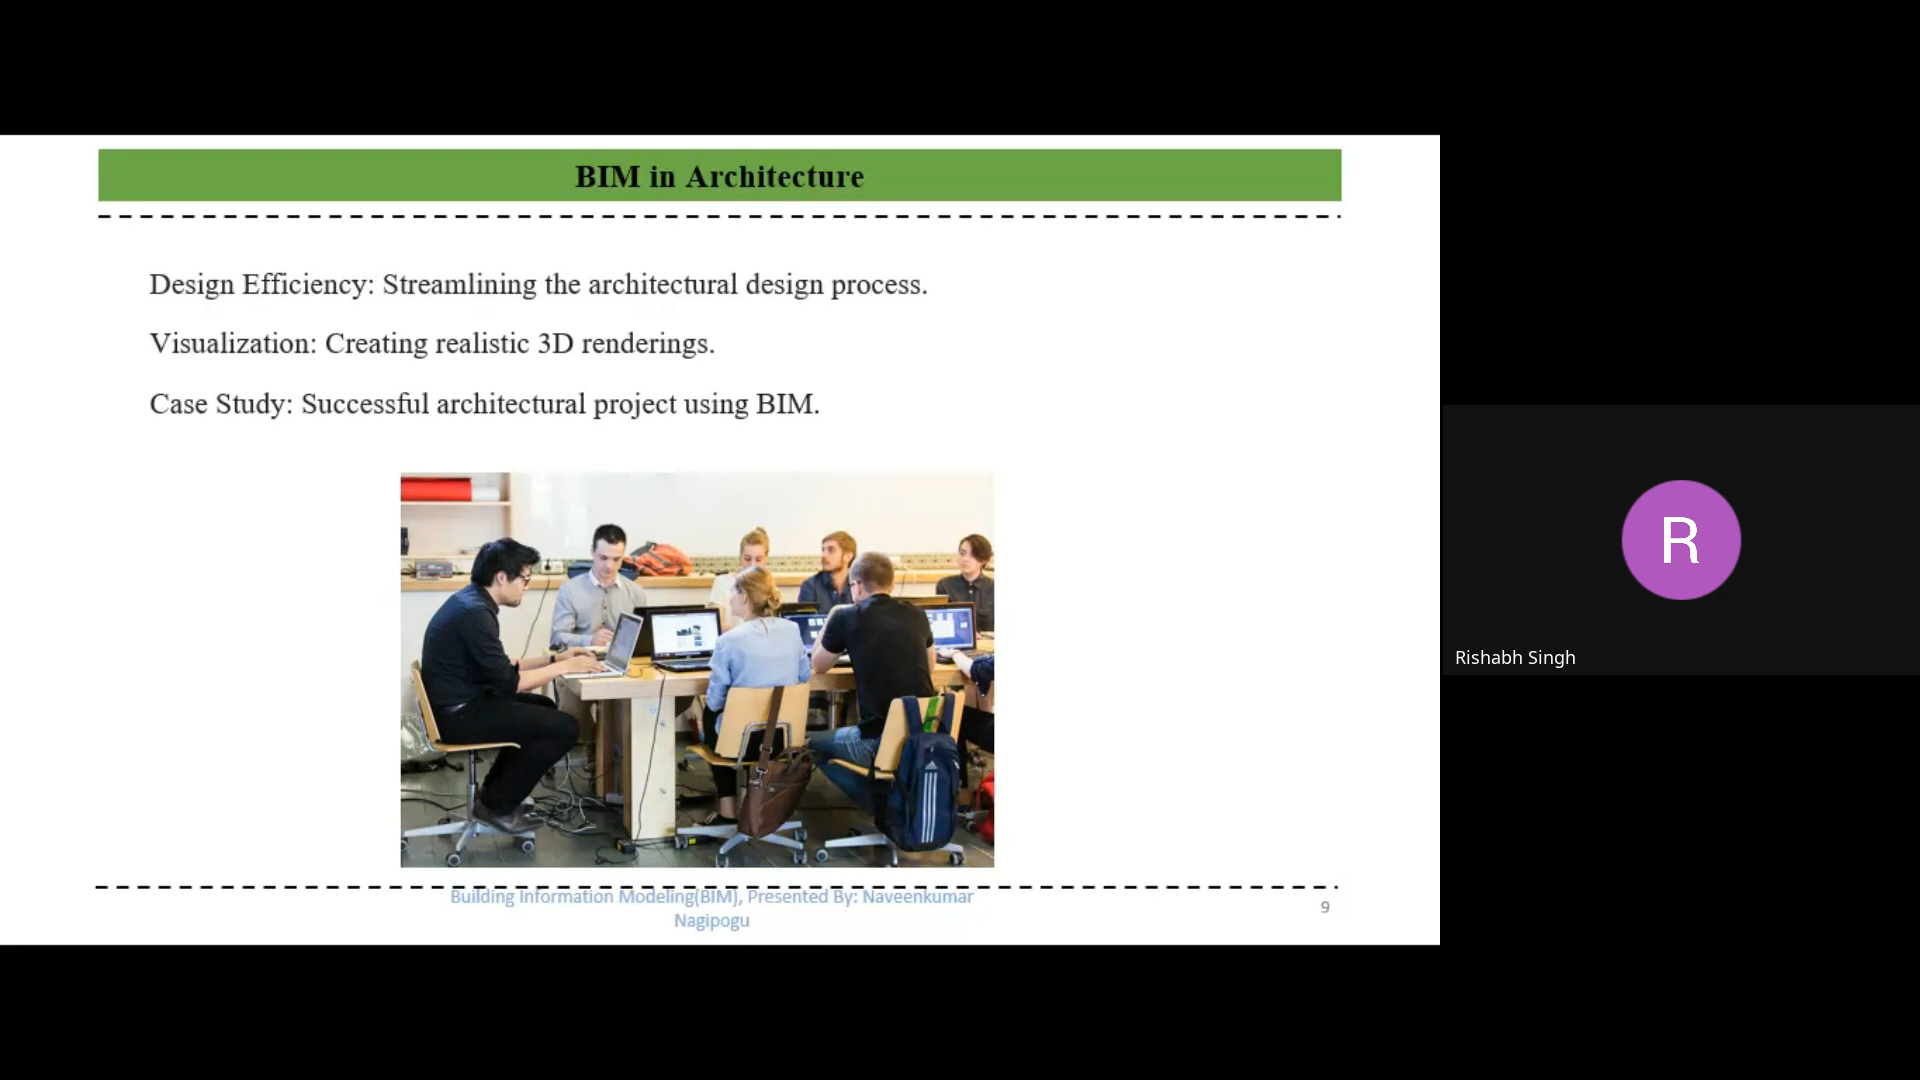 BIM in Architecture
Design Efficiency: Streamlining the architectural design process.
Visualization: Creating realistic 3D renderings.
Case Study: Successful architectural project using BIM.
Building Information Modeling(BIM), Presented By: Naveenkumar
Nagipogu
9
R
Rishabh Singh